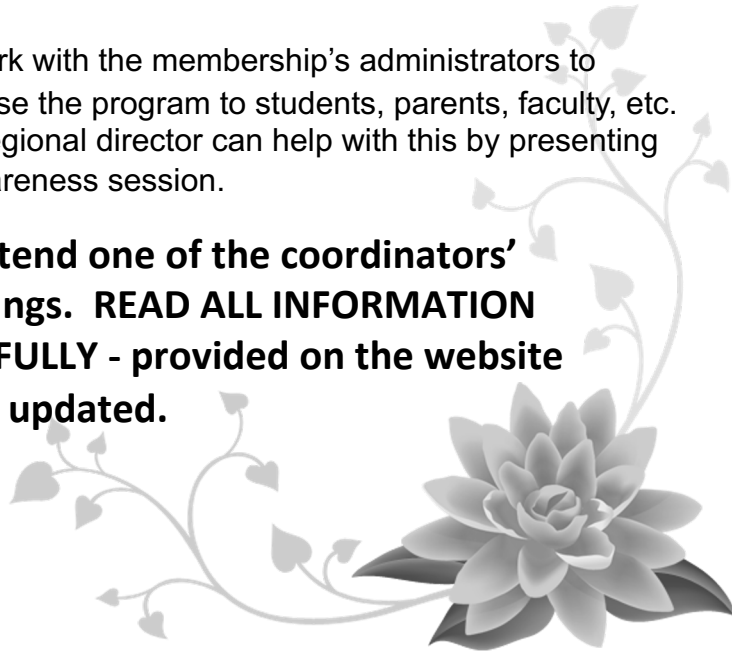 rk with the membership’s administrators to
se the program to students, parents, faculty, etc.
egional director can help with this by presenting
areness session.
tend one of the coordinators’
ngs.  READ ALL INFORMATION
FULLY - provided on the website
updated.